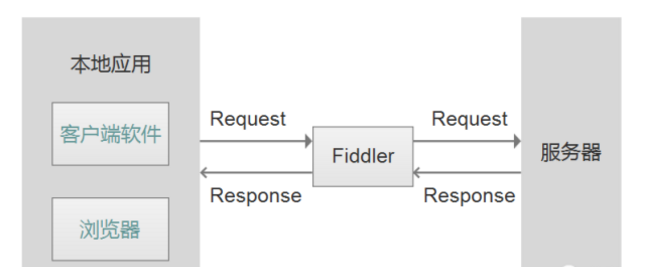 本地应用
客户端软件
浏览器
Request
Response
Fiddler
Request
Response
服务器